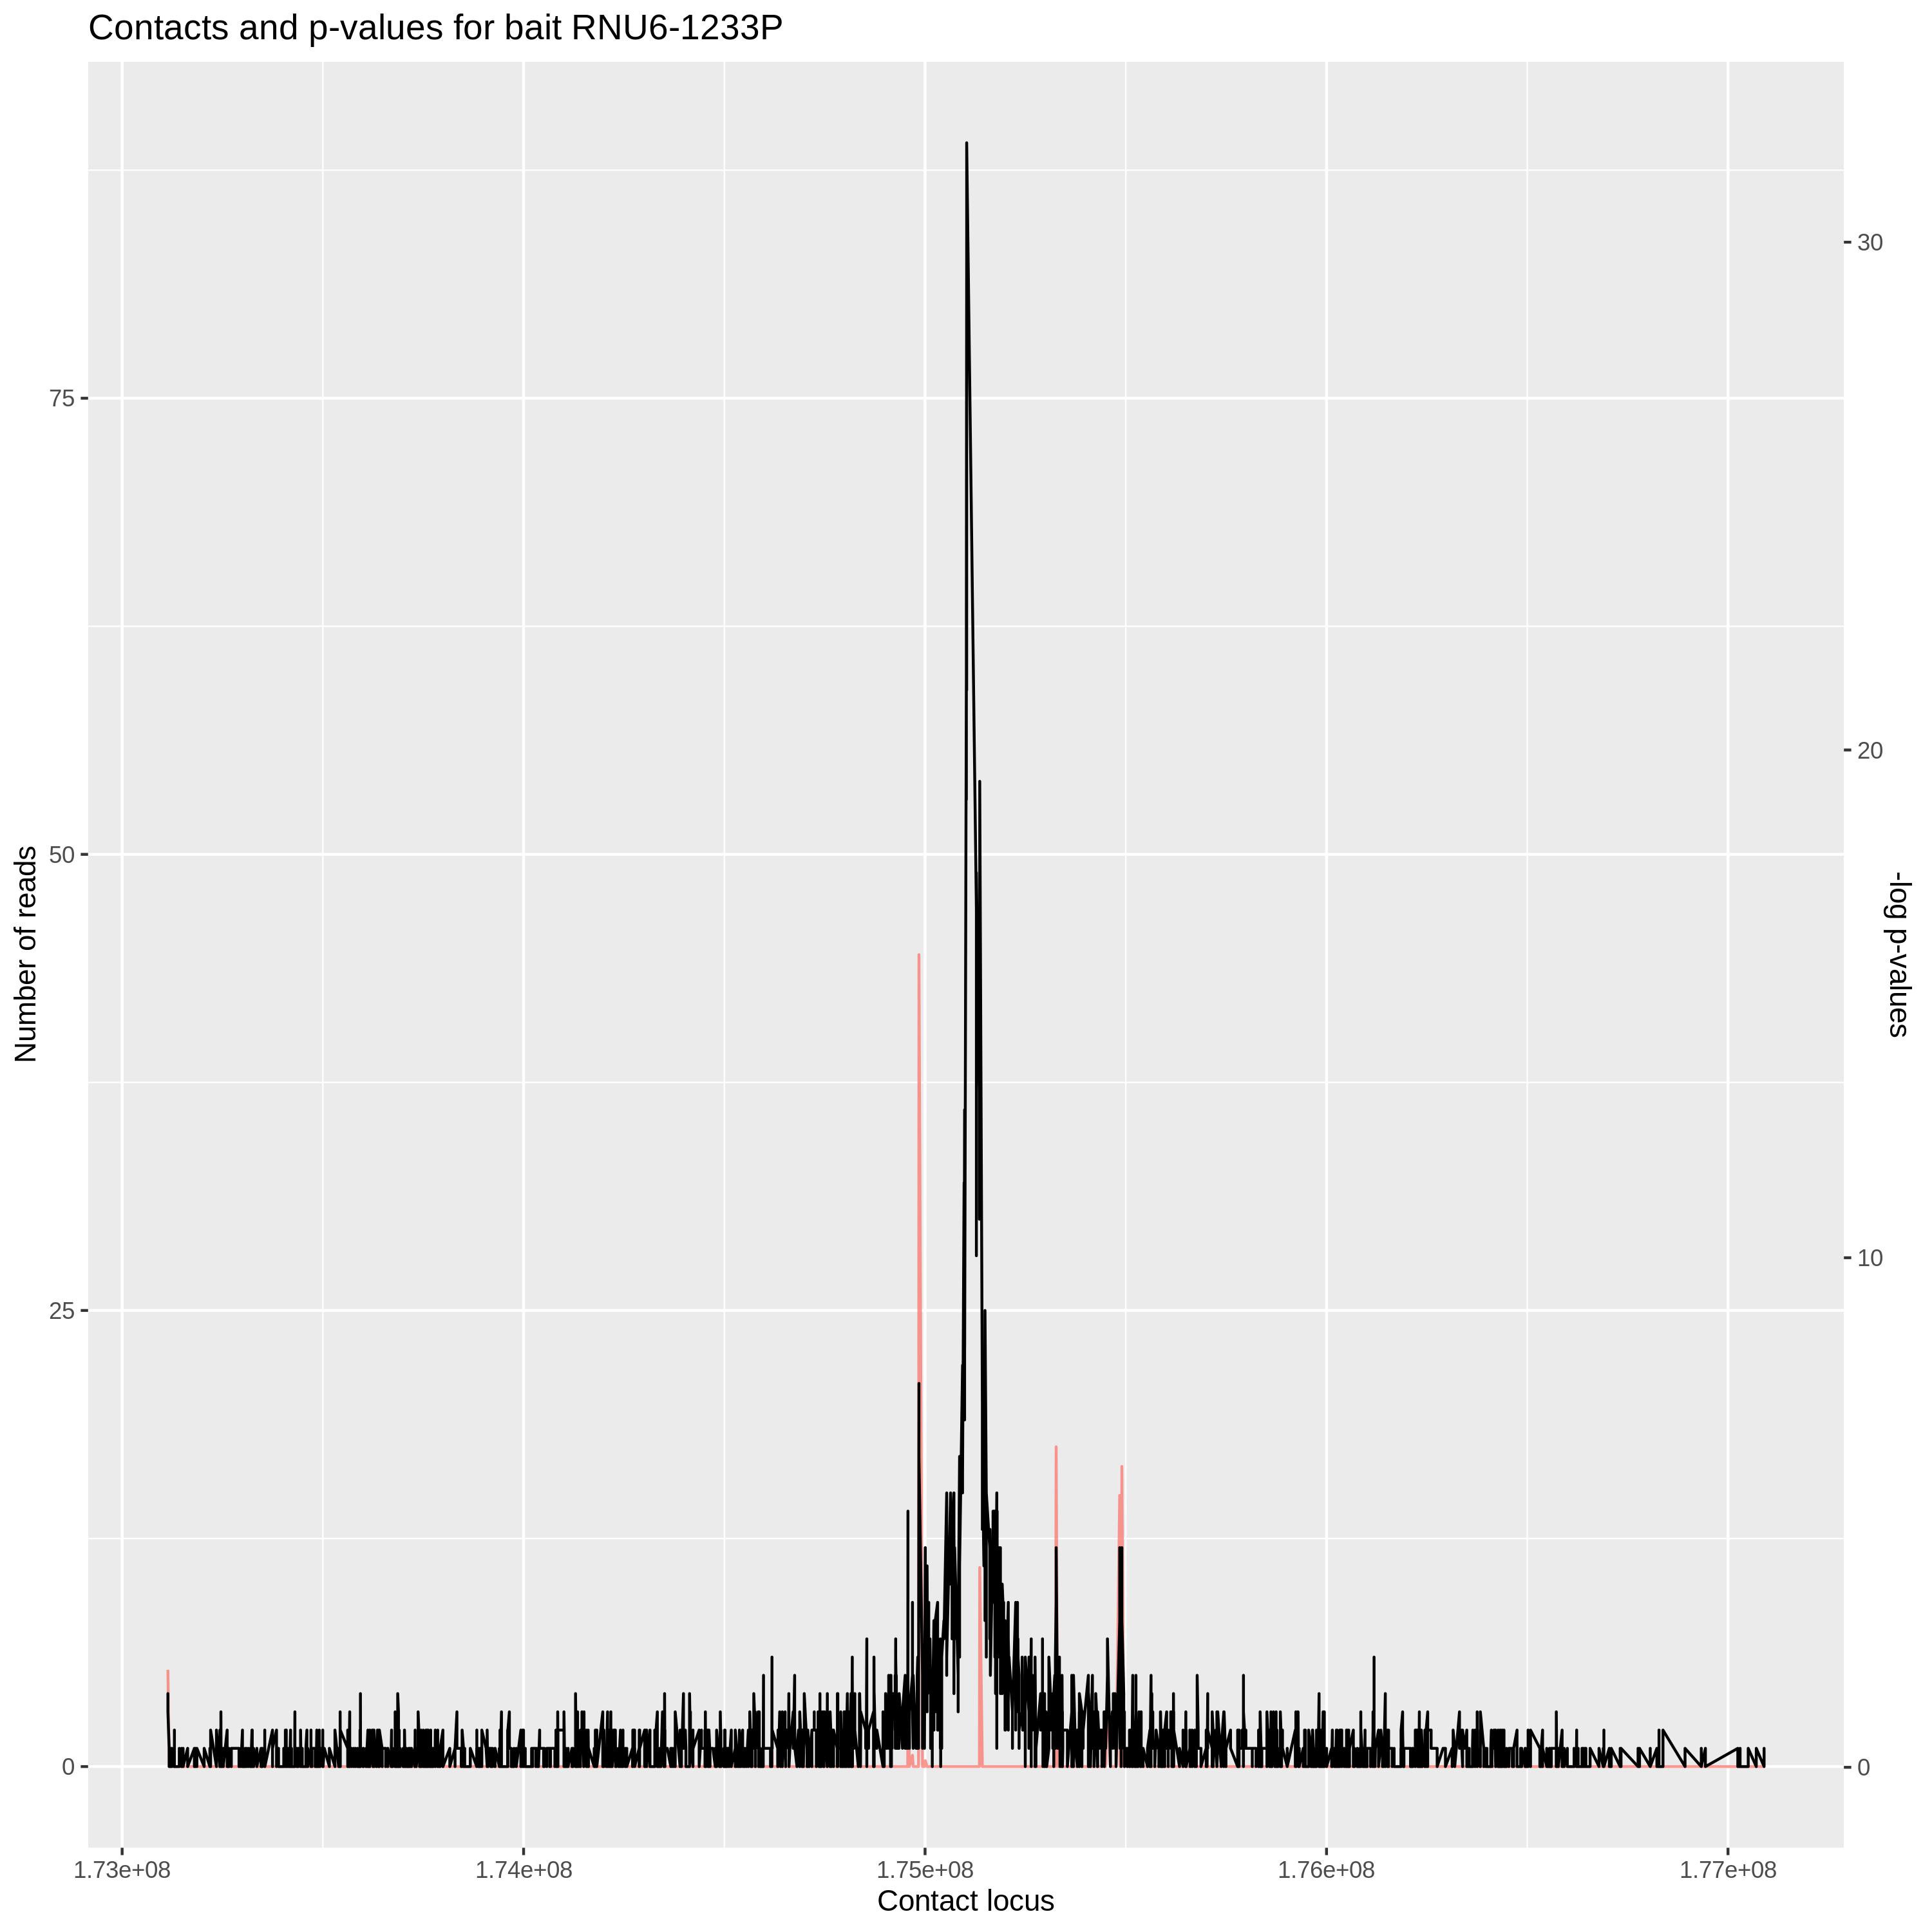 Contacts and p-values for bait RNU6-1233P
75
50
25
0
30
20
10
0
Number of reads
-log p-values
1.73e+08
1.74e+08
1.75e+08
1.76e+08
1.77e+08
Contact locus